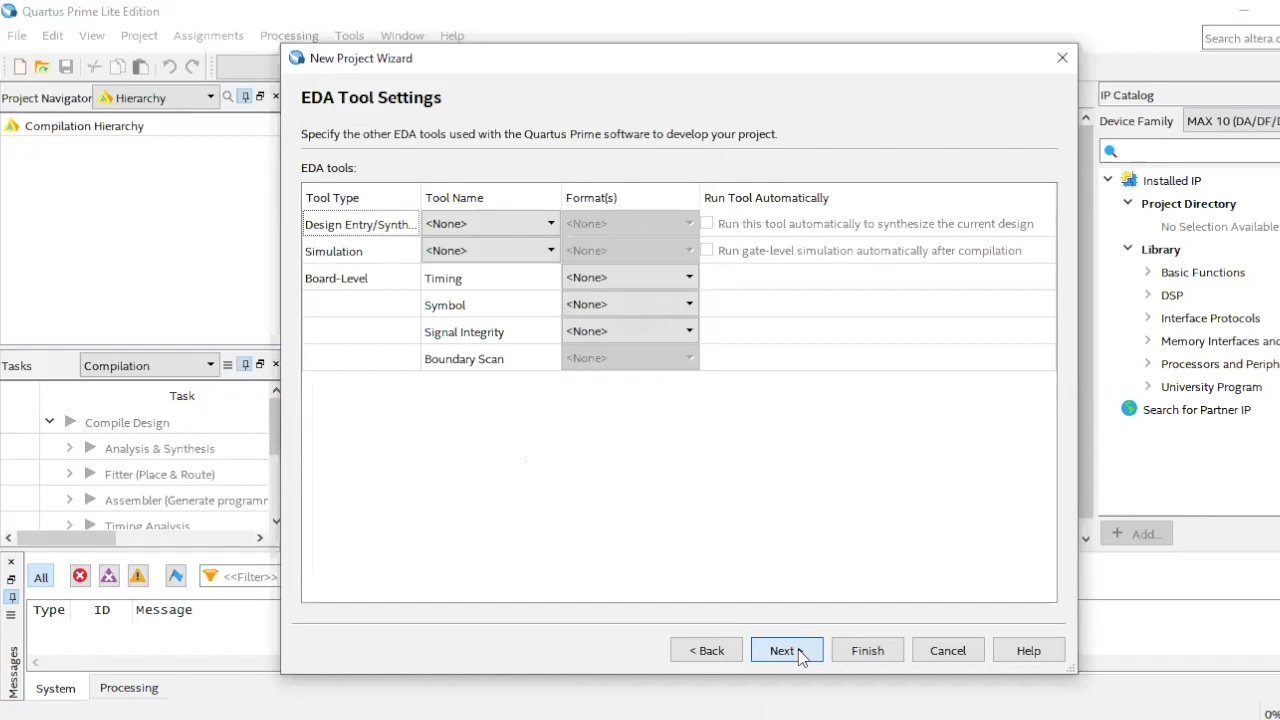 Quartus Prime Lite Edition
File Edit View Project Assignments Processing Tools Window Help
Search altera.c
New Project Wizard
Project Navigator Hierarchy
Compilation Hierarchy
EDA Tool Settings
Specify the other EDA tools used with the Quartus Prime software to develop your project.
EDA tools:
Tool Type Tool Name Format(s) Run Tool Automatically
Design Entry/Synth... <None> <None> Run this tool automatically to synthesize the current design
Simulation <None> <None> Run gate-level simulation automatically after compilation
Board-Level Timing <None>
Symbol <None>
Signal Integrity <None>
Boundary Scan <None>
< Back Next Finish Cancel Help
IP Catalog
Device Family MAX 10 (DA/DF/D
Installed IP
Project Directory
No Selection Available
Library
Basic Functions
DSP
Interface Protocols
Memory Interfaces and
Processors and Periph
University Program
Search for Partner IP
+ Add...
Tasks Compilation
Task
Compile Design
Analysis & Synthesis
Fitter (Place & Route)
Assembler (Generate programm
Timing Analysis
All <<Filter>>
Type ID Message
Messages
System Processing
0%